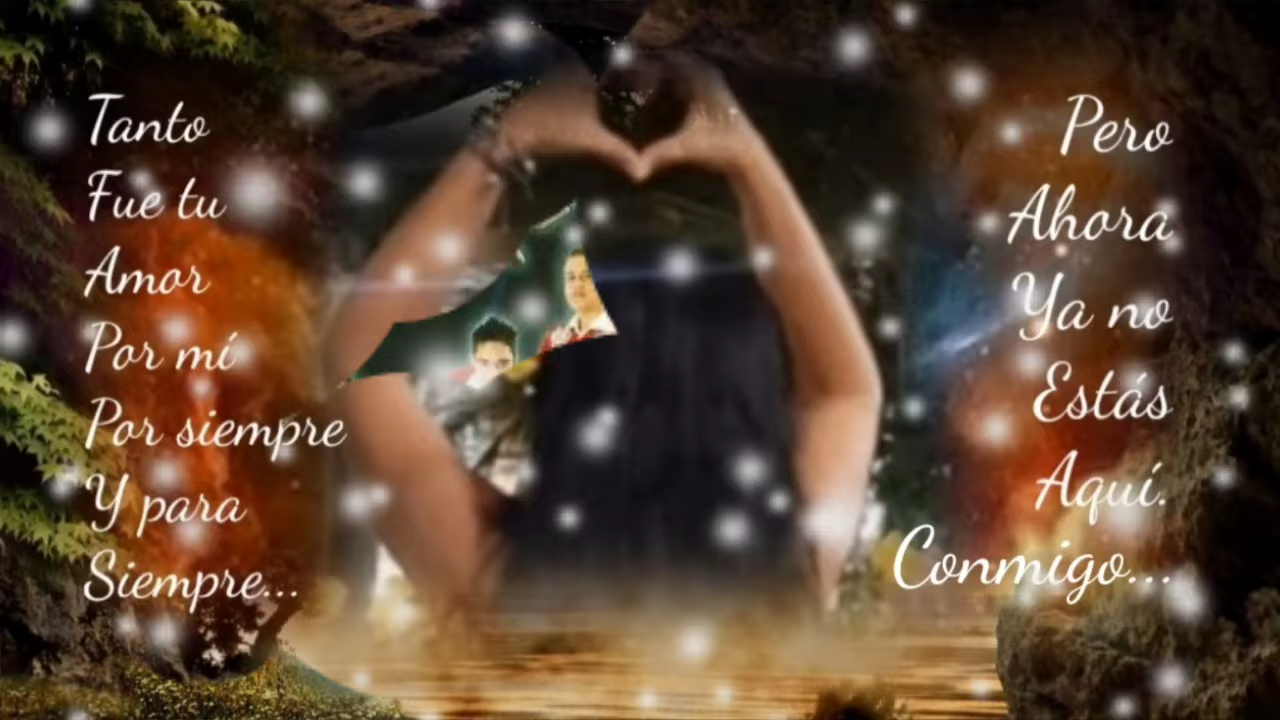 Tanto
Fue tu
Amor
Por mí
Por siempre
Y para
Siempre...
Pero
Ahora
Ya no
Estás
Aquí.
Conmigo...